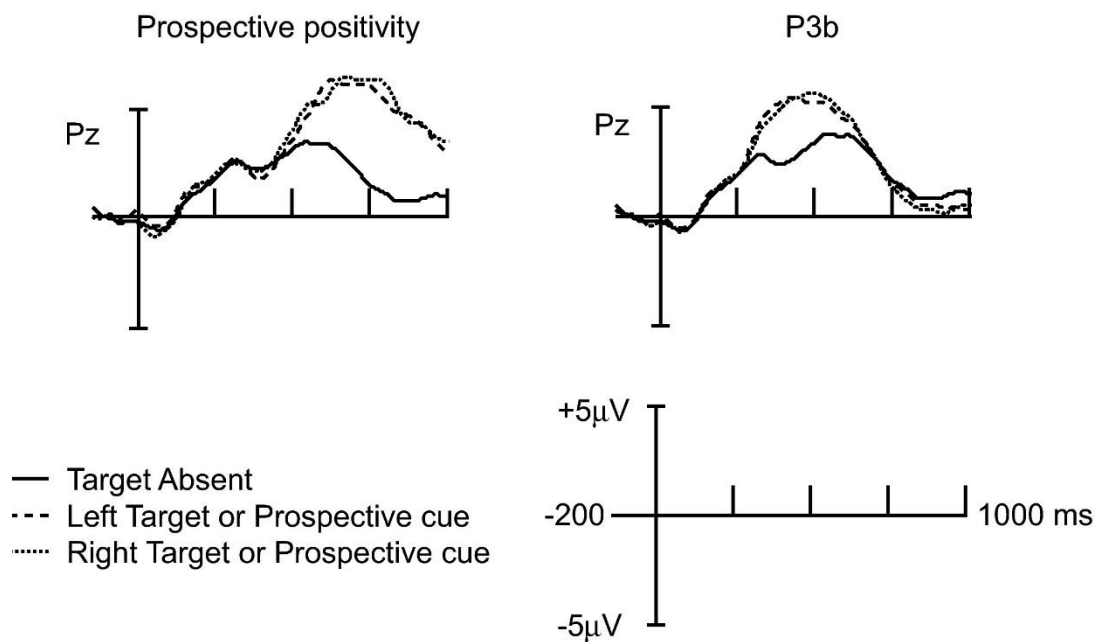 Prospective positivity
P3b
Pz
Pz
+5μV
-200
1000 ms
-5μV
Target Absent
Left Target or Prospective cue
Right Target or Prospective cue